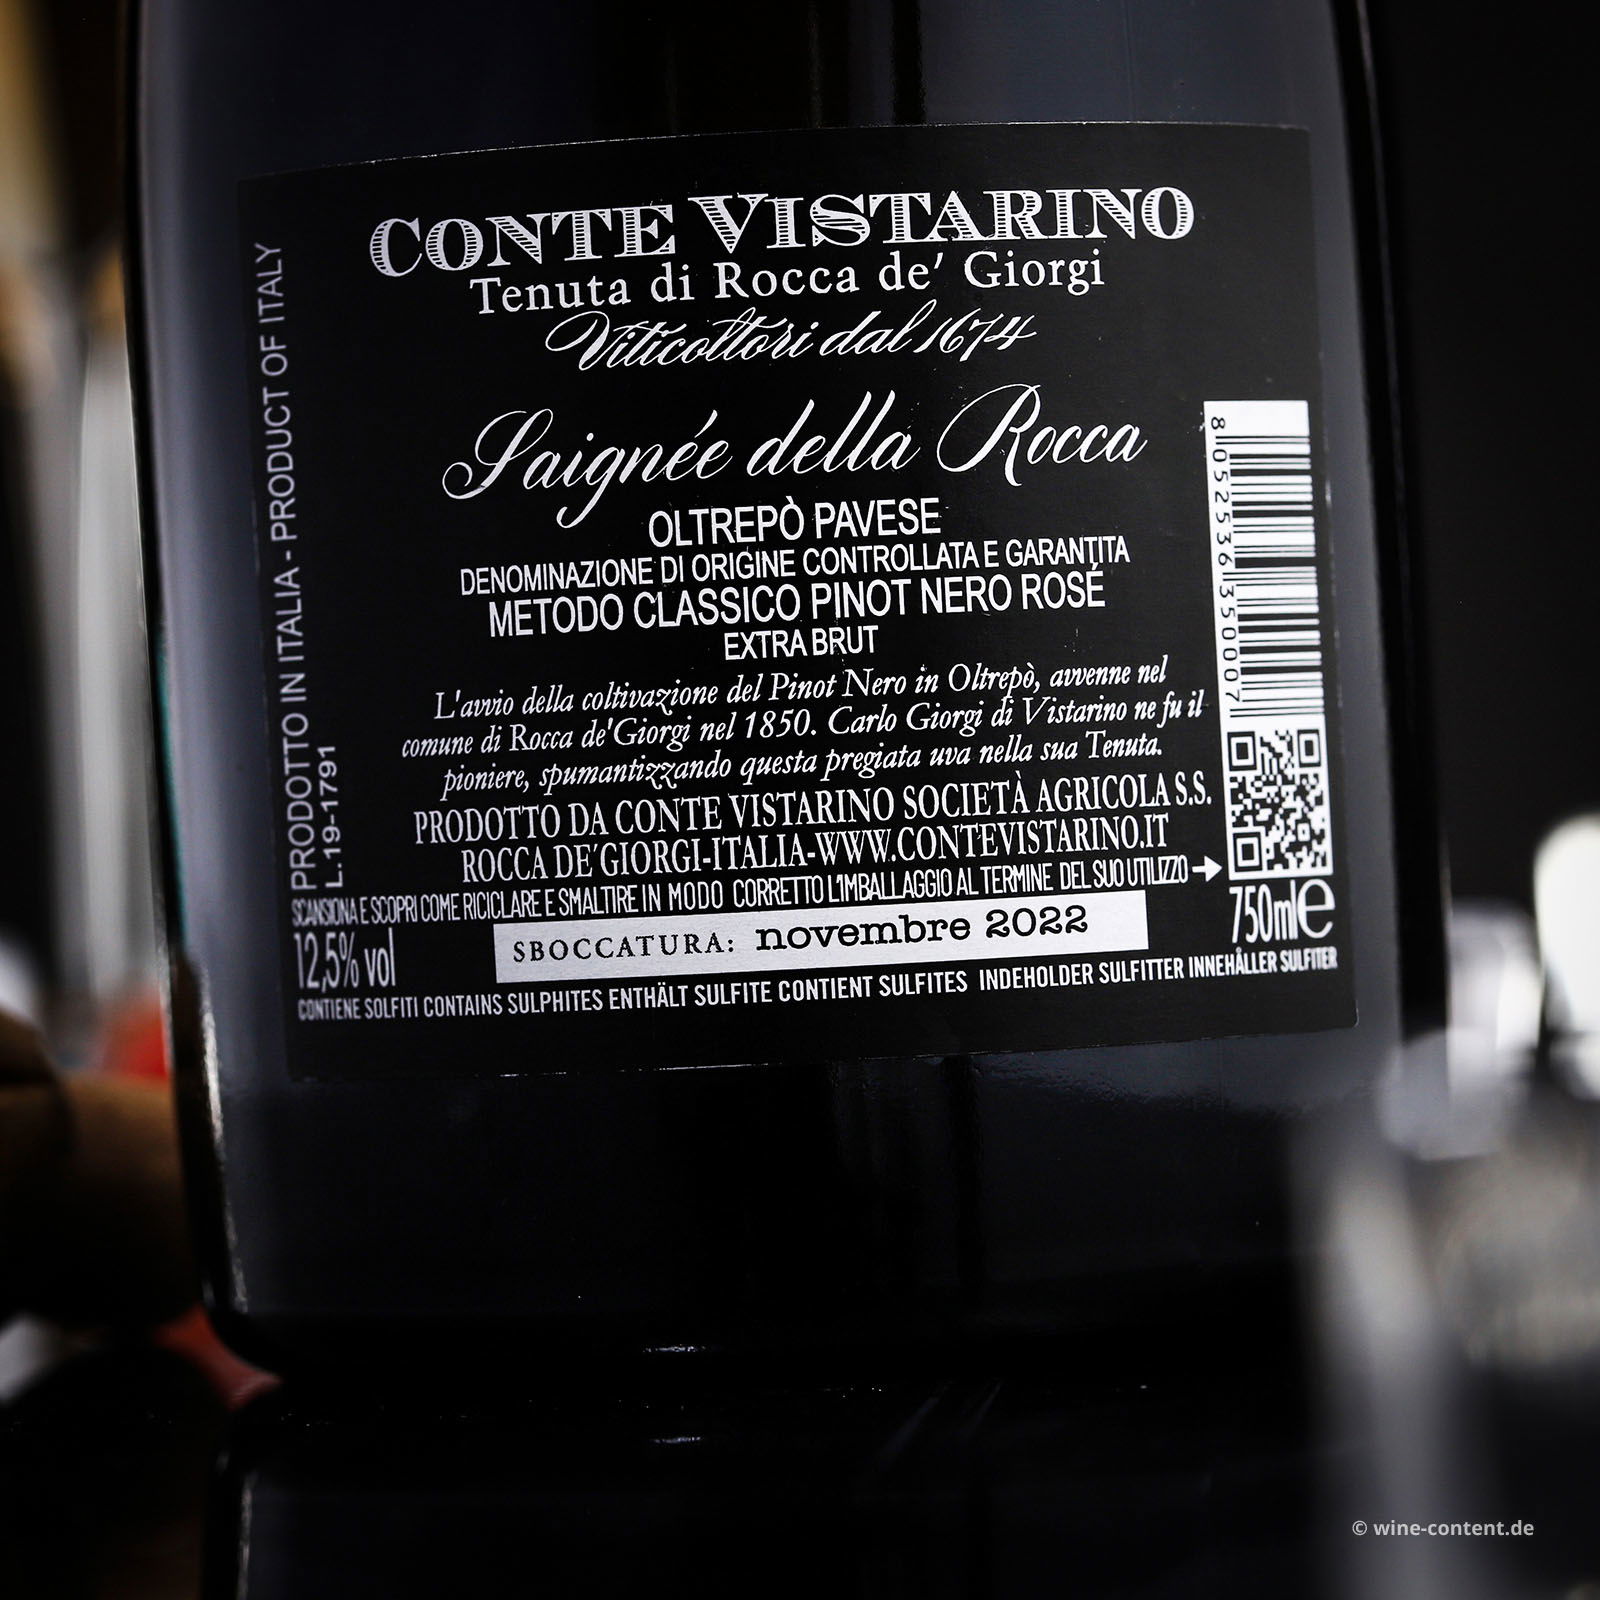 CONTE VISTARINO
Tenuta di Rocca de' Giorgi
Viticoltori dal 1674
Saignée della Rocca
OLTREPÒ PAVESE
DENOMINAZIONE DI ORIGINE CONTROLLATA E GARANTITA
METODO CLASSICO PINOT NERO ROSÉ
EXTRA BRUT
L'avvio della coltivazione del Pinot Nero in Oltrepò, avvenne nel
comune di Rocca de'Giorgi nel 1850. Carlo Giorgi di Vistarino ne fu il
pioniere, spumantizzando questa pregiata uva nella sua Tenuta.
PRODOTTO DA CONTE VISTARINO SOCIETÀ AGRICOLA S.S.
ROCCA DE'GIORGI-ITALIA-WWW.CONTEVISTARINO.IT
SCANSIONA E SCOPRI COME RICICLARE E SMALTIRE IN MODO CORRETTO L'IMBALLAGGIO AL TERMINE DEL SUO UTILIZZO →
12,5% vol
SBOCCATURA: novembre 2022
750ml e
CONTIENE SOLFITI CONTAINS SULPHITES ENTHÄLT SULFITE CONTIENT SULFITES INDEHOLDER SULFITTER INNEHÅLLER SULFITER
PRODOTTO IN ITALIA - PRODUCT OF ITALY
L.19-1791
8 052536 350007
© wine-content.de